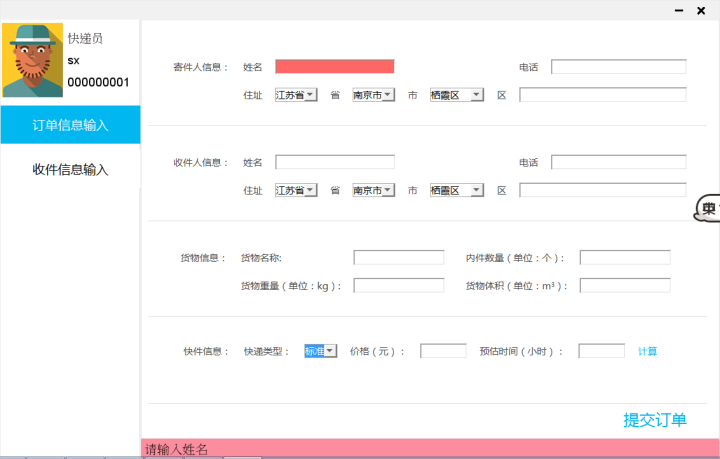 快递员
sx
000000001
订单信息输入
收件信息输入
寄件人信息： 姓名 电话
住址 江苏省 省 南京市 市 栖霞区 区
收件人信息： 姓名 电话
住址 江苏省 省 南京市 市 栖霞区 区
货物信息： 货物名称: 内件数量（单位：个）:
货物重量（单位：kg）: 货物体积（单位：m³）:
快件信息： 快递类型： 标准 价格（元）： 预估时间（小时）： 计算
提交订单
请输入姓名